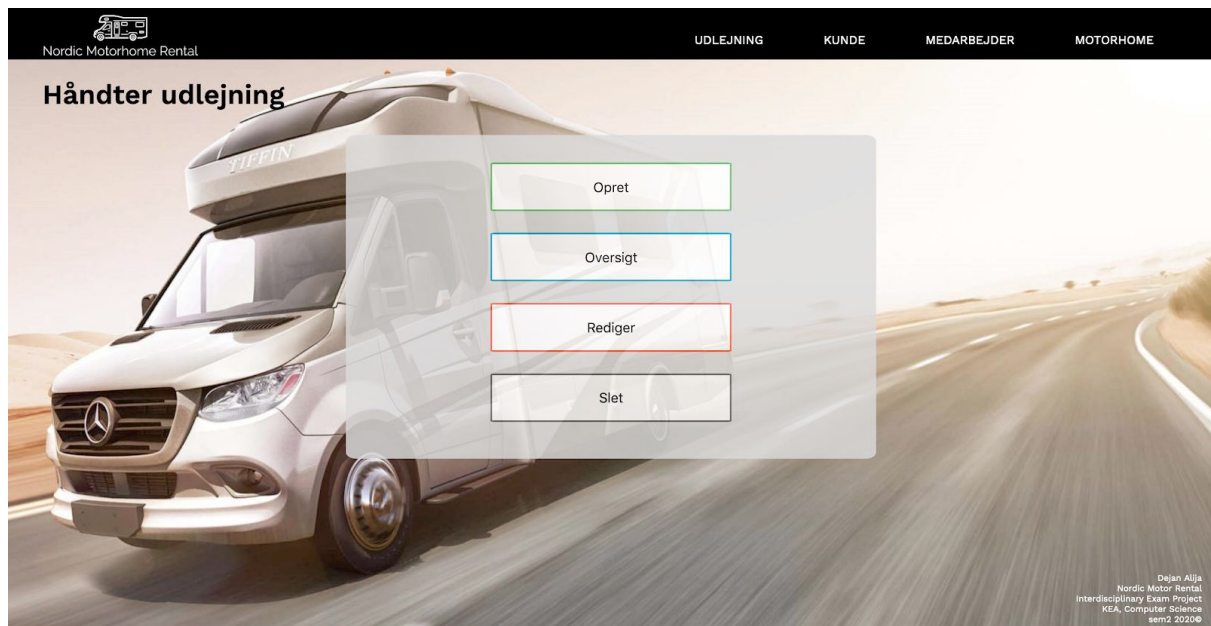 Nordic Motorhome Rental
UDLEJNING
KUNDE
MEDARBEJDER
MOTORHOME
Håndter udlejning
TIFFIN
Opret
Oversigt
Rediger
Slet
Dejan Alija
Nordic Motor Rental
Interdisciplinary Exam Project
KEA, Computer Science
sem2 2020©